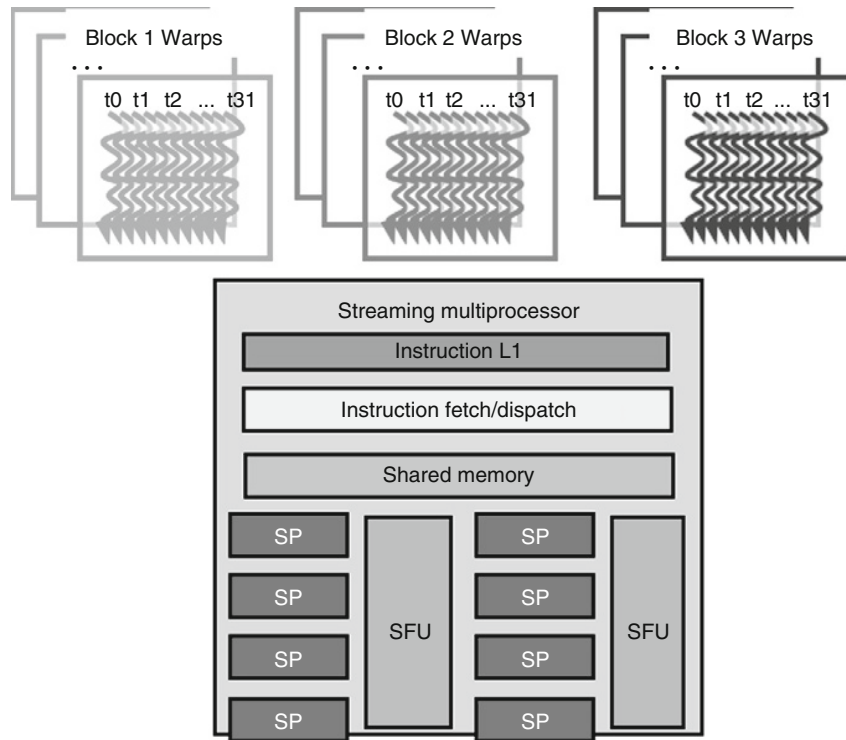 Block 1 Warps
Block 2 Warps
Block 3 Warps
. . .
. . .
. . .
t0 t1 t2 ... t31
t0 t1 t2 ... t31
t0 t1 t2 ... t31
Streaming multiprocessor
Instruction L1
Instruction fetch/dispatch
Shared memory
SP
SP
SP
SP
SFU
SFU
SP
SP
SP
SP